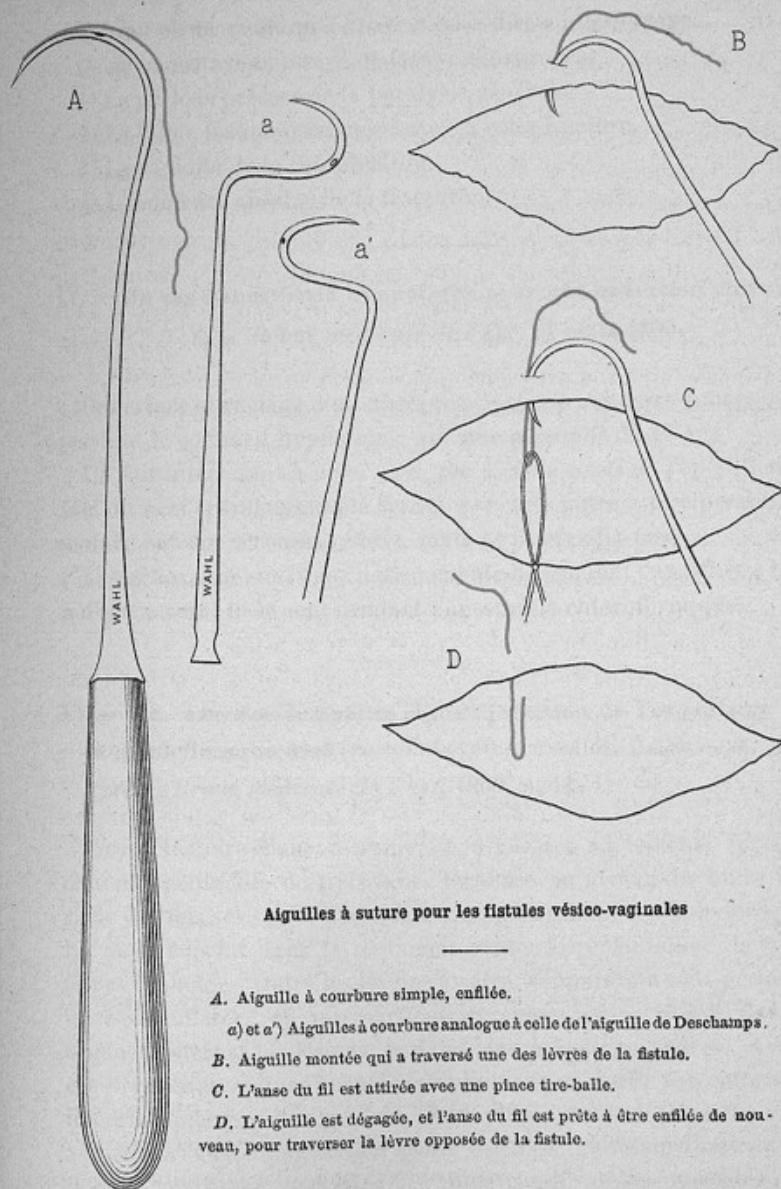 A
a
a'
B
C
D
WAHL
WAHL
Aiguilles à suture pour les fistules vésico-vaginales
A. Aiguille à courbure simple, enfilée.
a) et a') Aiguilles à courbure analogue à celle de l'aiguille de Deschamps.
B. Aiguille montée qui a traversé une des lèvres de la fistule.
C. L'anse du fil est attirée avec une pince tire-balle.
D. L'aiguille est dégagée, et l'anse du fil est prête à être enfilée de nou-
veau, pour traverser la lèvre opposée de la fistule.